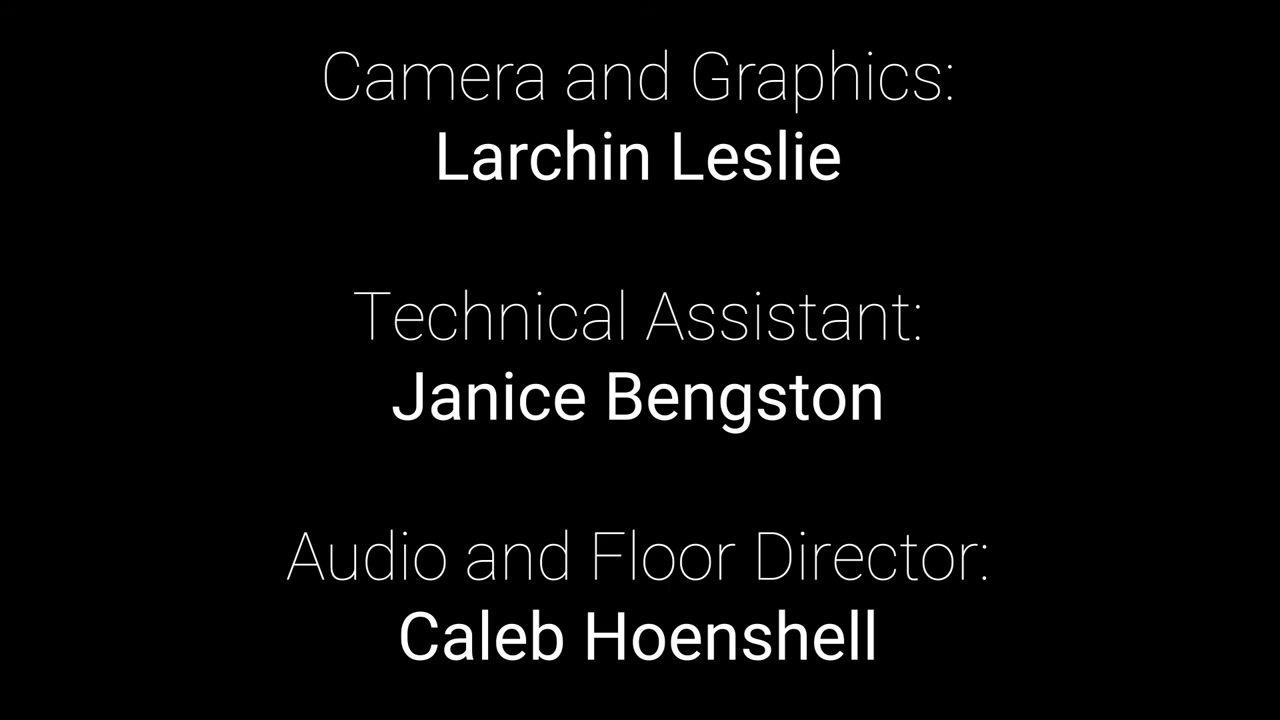 Camera and Graphics:
Larchin Leslie
Technical Assistant:
Janice Bengston
Audio and Floor Director:
Caleb Hoenshell